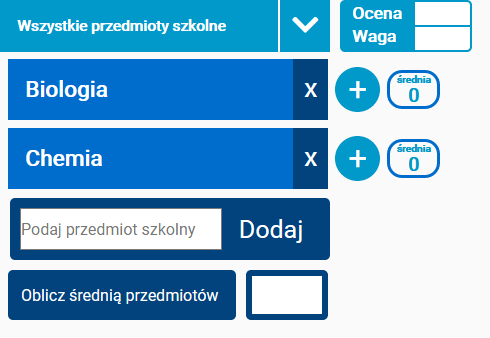 Wszystkie przedmioty szkolne
Ocena
Waga
Biologia X + średnia
0
Chemia X + średnia
0
Podaj przedmiot szkolny Dodaj
Oblicz średnią przedmiotów